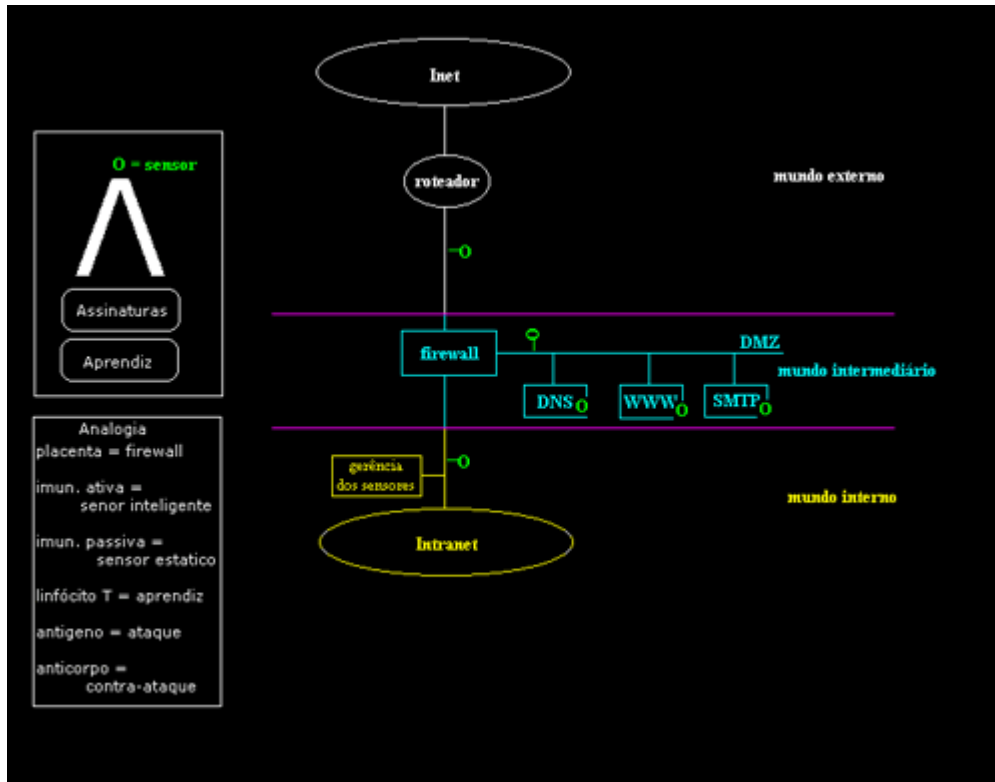 Inet
O = sensor
roteador
mundo externo
O
Assinaturas
O
DMZ
firewall
Aprendiz
mundo intermediário
DNS O
WWW O
SMTP O
Analogia
placenta = firewall
O
gerência
dos sensores
imun. ativa =
senor inteligente
mundo interno
imun. passiva =
sensor estatico
Intranet
linfócito T = aprendiz
antigeno = ataque
anticorpo =
contra-ataque